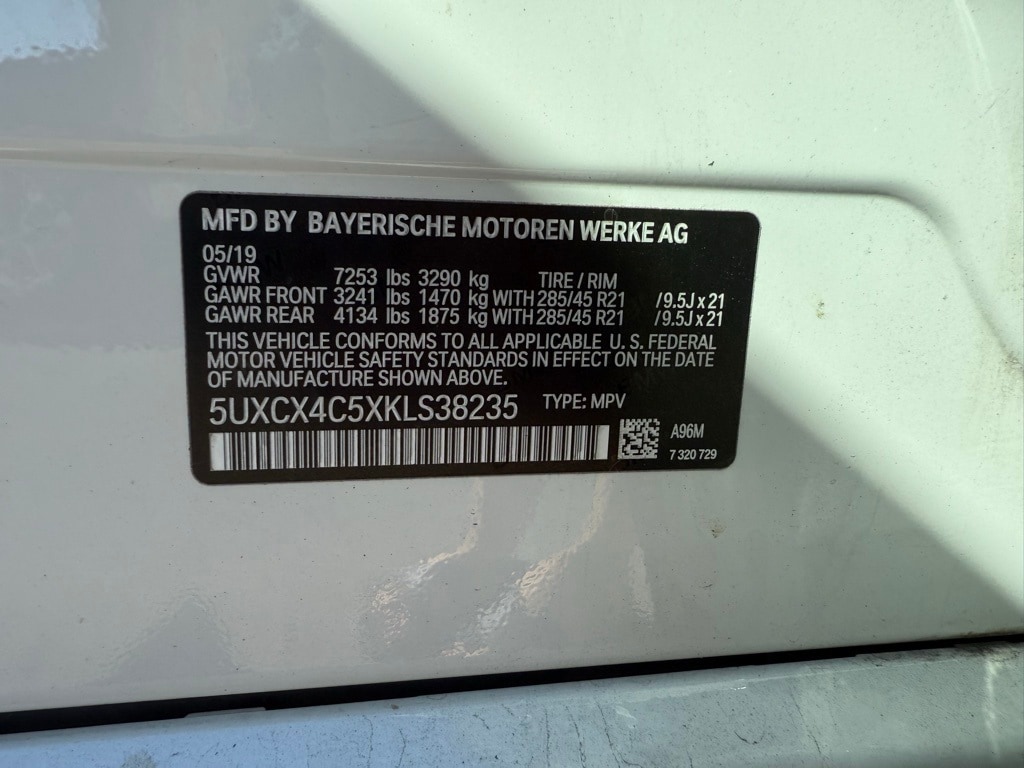 MFD BY BAYERISCHE MOTOREN WERKE AG
05/19
GVWR 7253 lbs 3290 kg TIRE / RIM
GAWR FRONT 3241 lbs 1470 kg WITH 285/45 R21 /9.5J x 21
GAWR REAR 4134 lbs 1875 kg WITH 285/45 R21 /9.5J x 21
THIS VEHICLE CONFORMS TO ALL APPLICABLE U. S. FEDERAL
MOTOR VEHICLE SAFETY STANDARDS IN EFFECT ON THE DATE
OF MANUFACTURE SHOWN ABOVE.
5UXCX4C5XKLS38235 TYPE: MPV
A96M
7 320 729